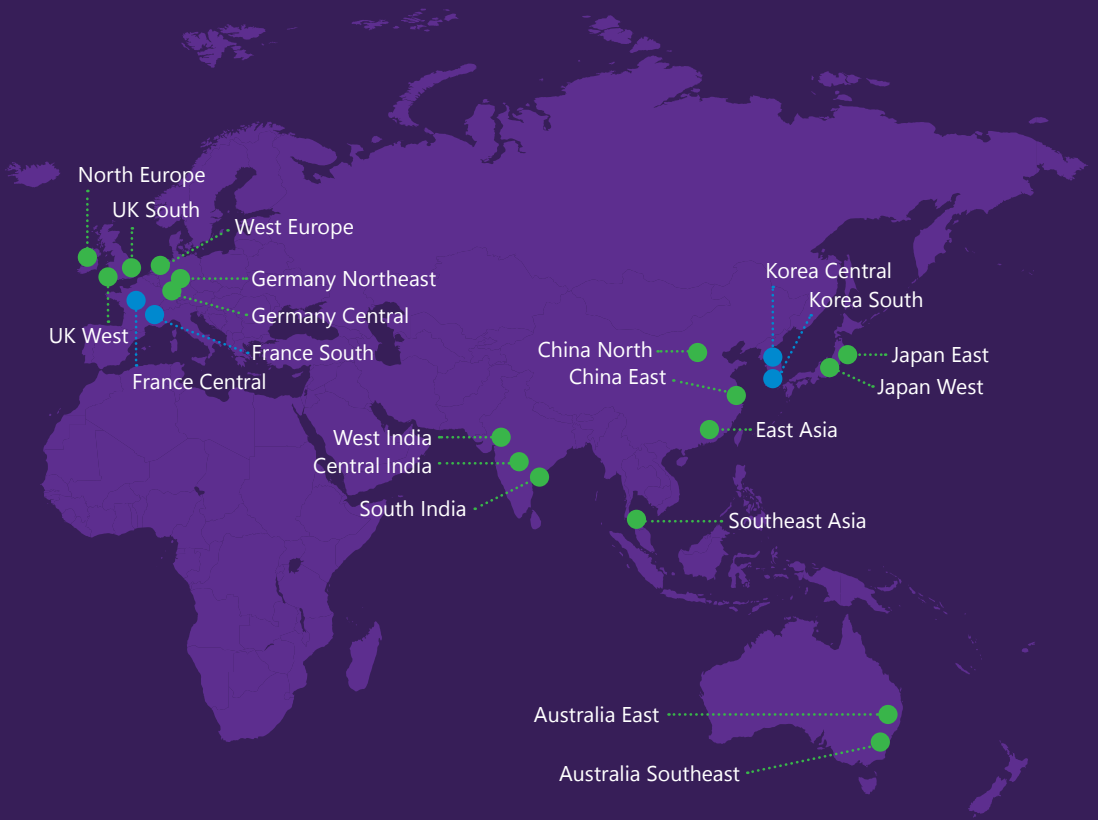 North Europe
UK South
West Europe
Germany Northeast
Germany Central
UK West
France South
France Central
Korea Central
Korea South
China North
China East
Japan East
Japan West
East Asia
West India
Central India
South India
Southeast Asia
Australia East
Australia Southeast